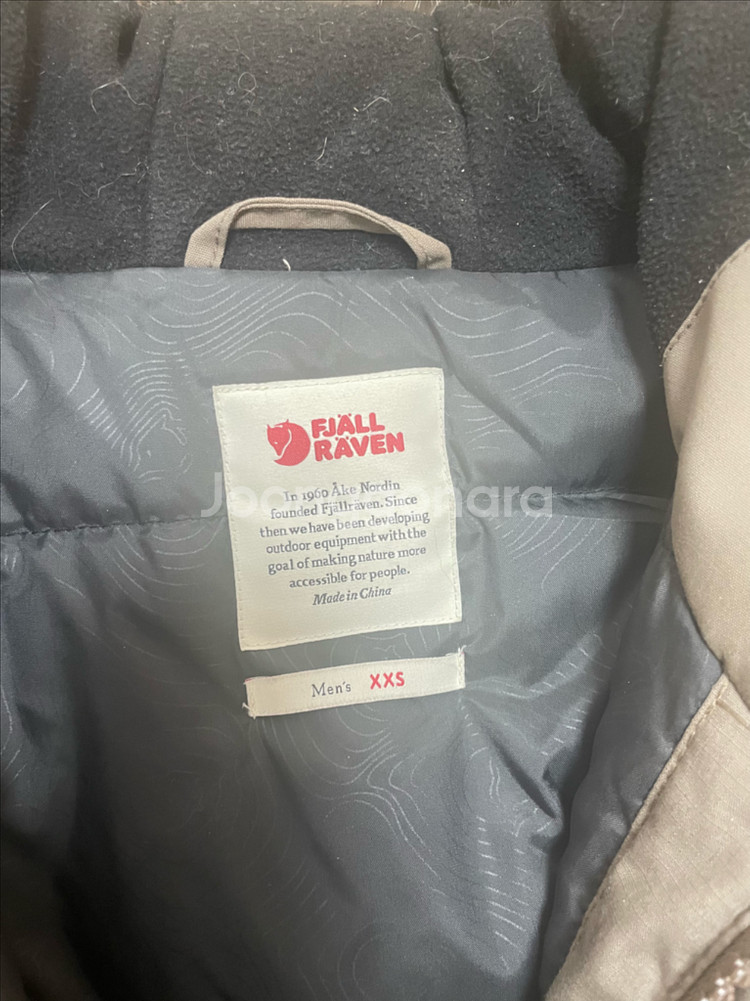 FJÄLL
RÄVEN
In 1960 Åke Nordin
founded Fjällräven. Since
then we have been developing
outdoor equipment with the
goal of making nature more
accessible for people.
Made in China
Men's XXS